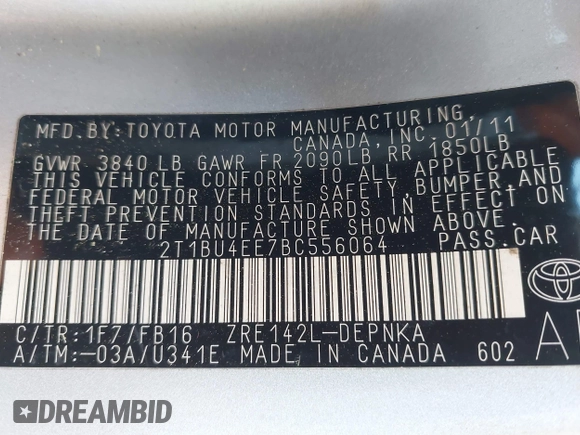 MFD.BY:TOYOTA MOTOR MANUFACTURING,
CANADA, INC. 01/11
GVWR 3840 LB GAWR FR 2090LB RR 1850LB
THIS VEHICLE CONFORMS TO ALL APPLICABLE
FEDERAL MOTOR VEHICLE SAFETY, BUMPER, AND
THEFT PREVENTION STANDARDS IN EFFECT ON
THE DATE OF MANUFACTURE SHOWN ABOVE.
2T1BU4EE7BC556064 PASS.CAR
C/TR:1F7/FB16 ZRE142L-DEPNKA
A/TM:-03A/U341E MADE IN CANADA 602
DREAMBID